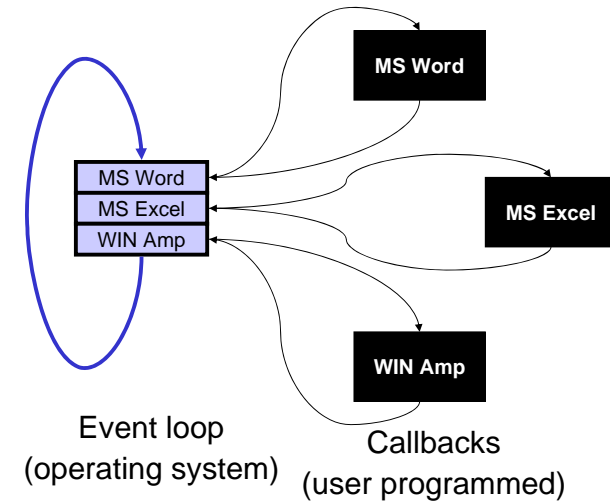 MS Word
MS Word
MS Excel
WIN Amp
MS Excel
WIN Amp
Event loop
(operating system)
Callbacks
(user programmed)